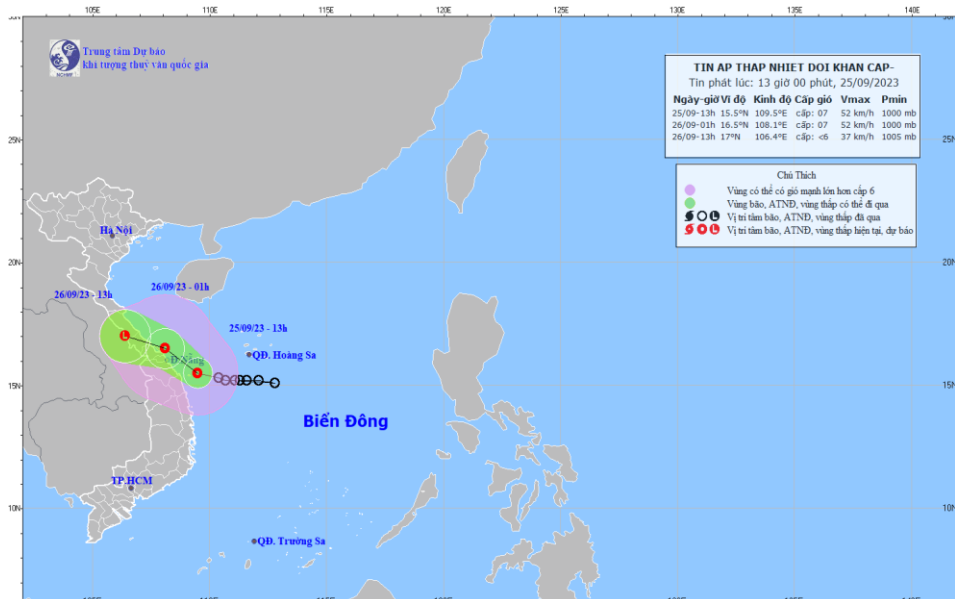 105E 110E 115E 120E 125E 130E 135E 140E
Trung tâm Dự báo
khí tượng thuỷ văn quốc gia
TIN AP THAP NHIET DOI KHAN CAP-
Tin phát lúc: 13 giờ 00 phút, 25/09/2023
Ngày-giờ Vĩ độ Kinh độ Cấp gió Vmax Pmin
25/09-13h 15.5°N 109.5°E cấp: 07 52 km/h 1000 mb
26/09-01h 16.5°N 108.1°E cấp: 07 52 km/h 1000 mb
26/09-13h 17°N 106.4°E cấp: <6 37 km/h 1005 mb
25N 25N
Chú Thích
Vùng có thể có gió mạnh lớn hơn cấp 6
Vùng bão, ATNĐ, vùng thấp có thể đi qua
Vị trí tâm bão, ATNĐ, vùng thấp đã qua
Vị trí tâm bão, ATNĐ, vùng thấp hiện tại, dự báo
Hà Nội
20N 20N
26/09/23 - 01h
26/09/23 - 13h
25/09/23 - 13h
QĐ. Hoàng Sa
Đà Nẵng
15N 15N
Biển Đông
TP.HCM
10N 10N
QĐ. Trường Sa